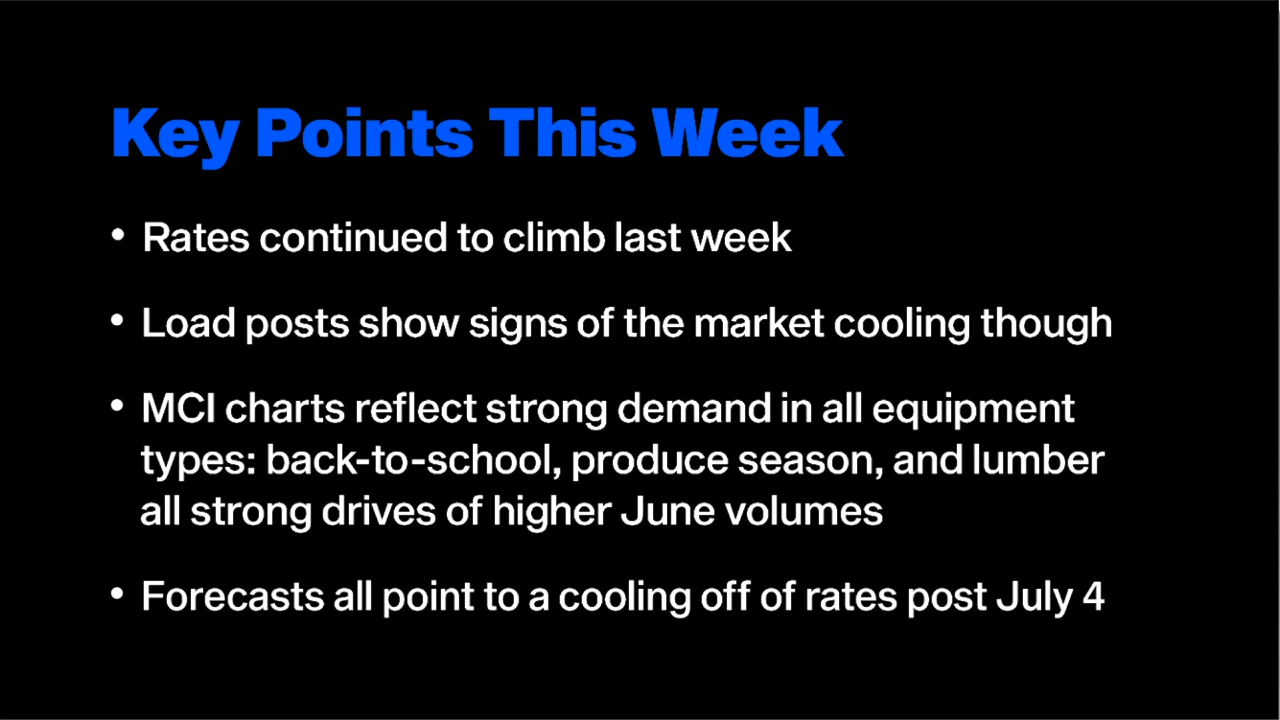 Key Points This Week
• Rates continued to climb last week
• Load posts show signs of the market cooling though
• MCI charts reflect strong demand in all equipment
types: back-to-school, produce season, and lumber
all strong drives of higher June volumes
• Forecasts all point to a cooling off of rates post July 4